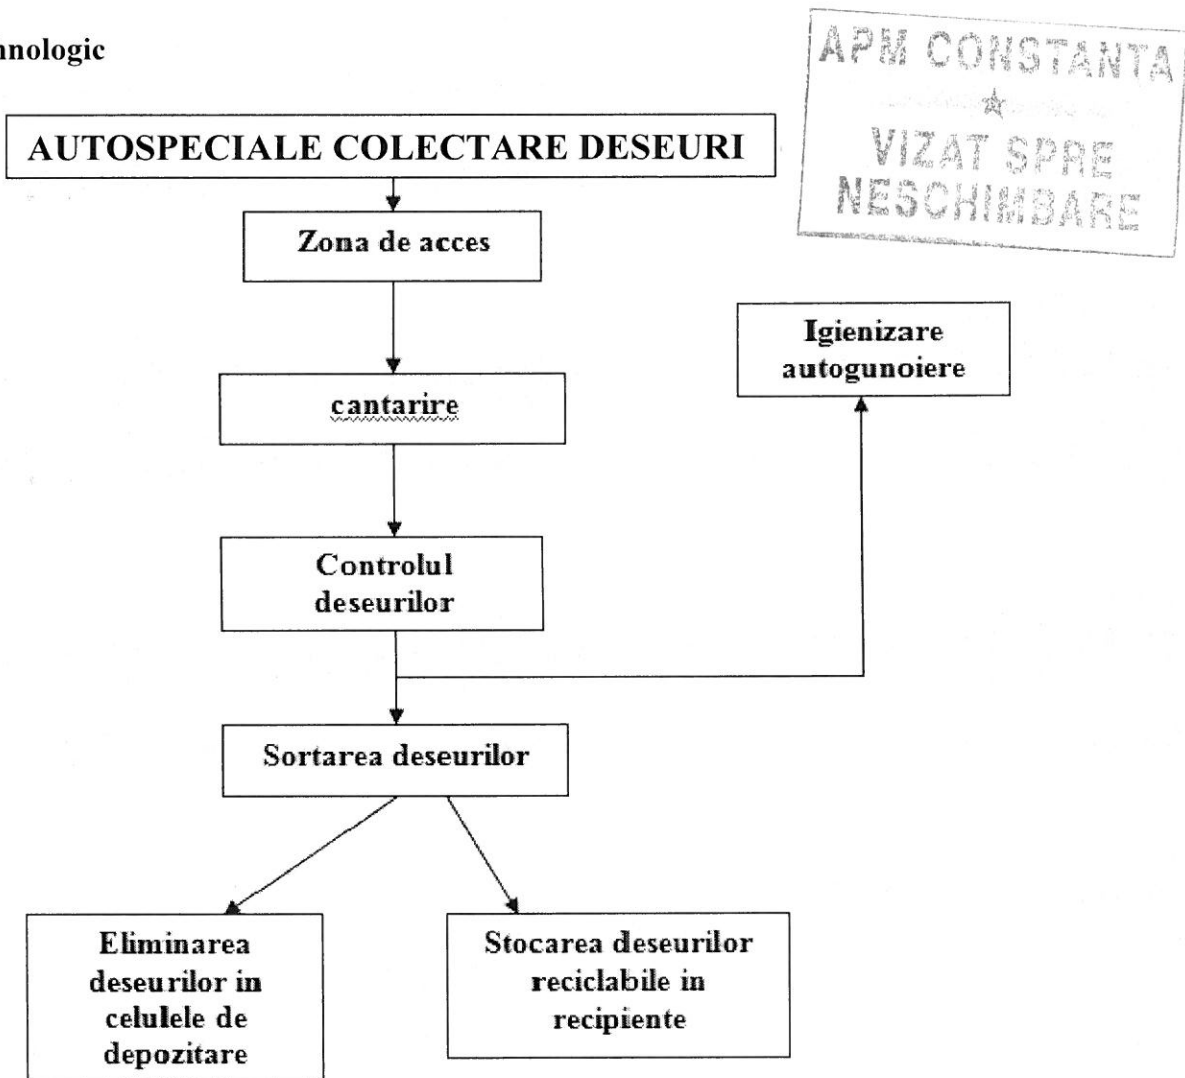 hnologic
APM CONSTANTA
VIZAT SPRE
NESCHIMBARE
AUTOSPECIALE COLECTARE DESEURI
Zona de acces
Igienizare
autogunoiere
cantarire
Controlul
deseurilor
Sortarea deseurilor
Eliminarea
deseurilor in
celulele de
depozitare
Stocarea deseurilor
reciclabile in
recipiente